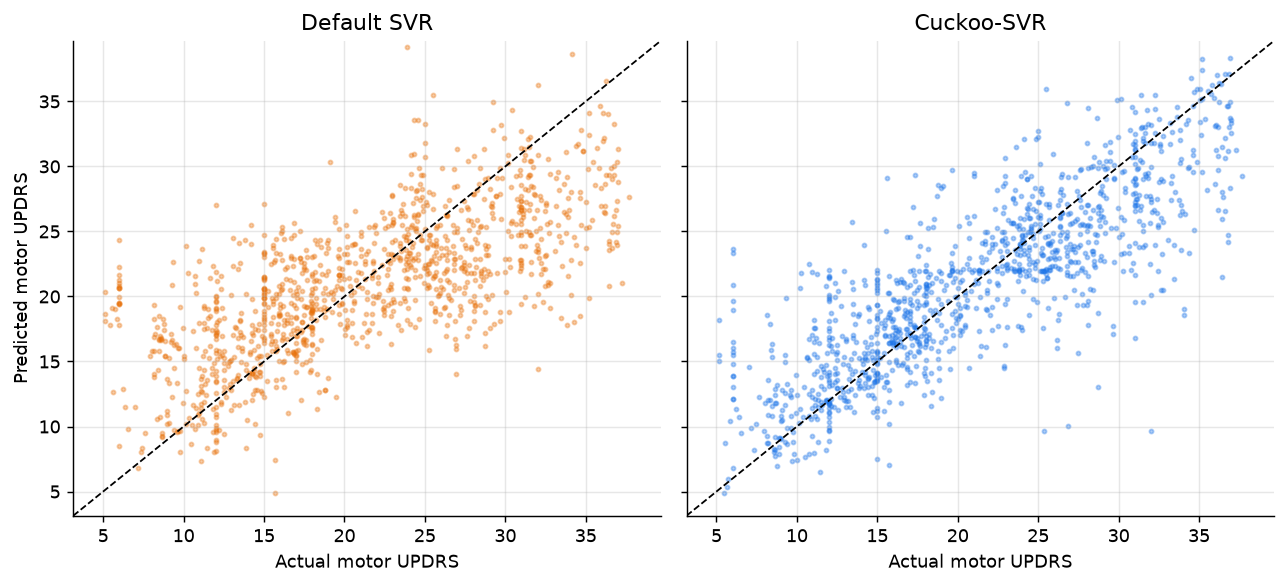 Default SVR
Cuckoo-SVR
Predicted motor UPDRS
35
30
25
20
15
10
5
5 10 15 20 25 30 35
5 10 15 20 25 30 35
Actual motor UPDRS
Actual motor UPDRS